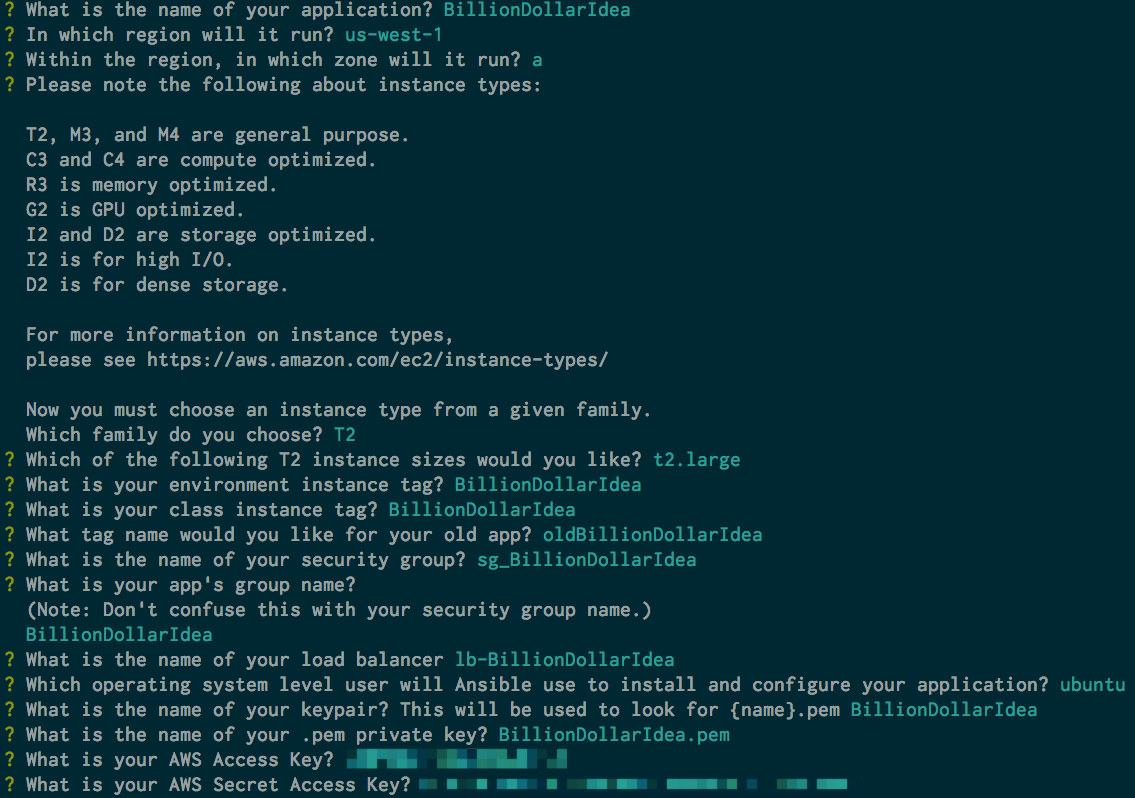 ? What is the name of your application? BillionDollarIdea
? In which region will it run? us-west-1
? Within the region, in which zone will it run? a
? Please note the following about instance types:
T2, M3, and M4 are general purpose.
C3 and C4 are compute optimized.
R3 is memory optimized.
G2 is GPU optimized.
I2 and D2 are storage optimized.
I2 is for high I/O.
D2 is for dense storage.
For more information on instance types,
please see https://aws.amazon.com/ec2/instance-types/
Now you must choose an instance type from a given family.
Which family do you choose? T2
? Which of the following T2 instance sizes would you like? t2.large
? What is your environment instance tag? BillionDollarIdea
? What is your class instance tag? BillionDollarIdea
? What tag name would you like for your old app? oldBillionDollarIdea
? What is the name of your security group? sg_BillionDollarIdea
? What is your app's group name?
(Note: Don't confuse this with your security group name.)
BillionDollarIdea
? What is the name of your load balancer lb-BillionDollarIdea
? Which operating system level user will Ansible use to install and configure your application? ubuntu
? What is the name of your keypair? This will be used to look for {name}.pem BillionDollarIdea
? What is the name of your .pem private key? BillionDollarIdea.pem
? What is your AWS Access Key?
? What is your AWS Secret Access Key?